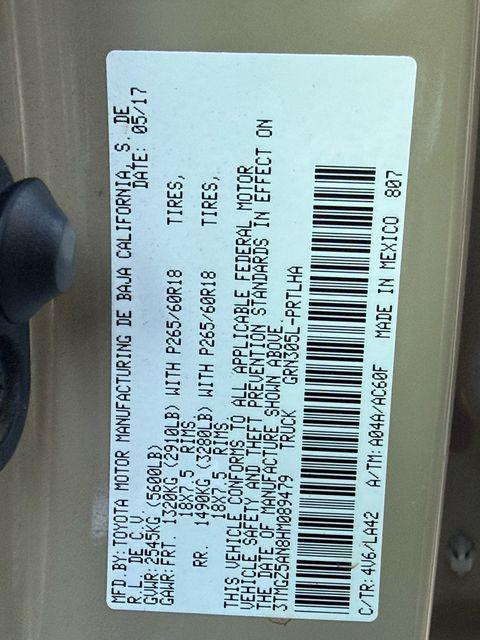 MFD.BY:TOYOTA MOTOR MANUFACTURING DE BAJA CALIFORNIA, S. DE
R.L. DE C.V. DATE: 05/17
GVWR:2545KG (5600LB)
GAWR:FRT. 1320KG (2910LB) WITH P265/60R18 TIRES,
18X7.5 RIMS
RR. 1490KG (3280LB) WITH P265/60R18 TIRES,
18X7.5 RIMS
THIS VEHICLE CONFORMS TO ALL APPLICABLE FEDERAL MOTOR
VEHICLE SAFETY AND THEFT PREVENTION STANDARDS IN EFFECT ON
THE DATE OF MANUFACTURE SHOWN ABOVE.
3TMGZ5AN8HM089479 TRUCK GRN305L-PRTLHA
C/TR: 4V6/LA42 A/TM: A04A/AC60F MADE IN MEXICO 807